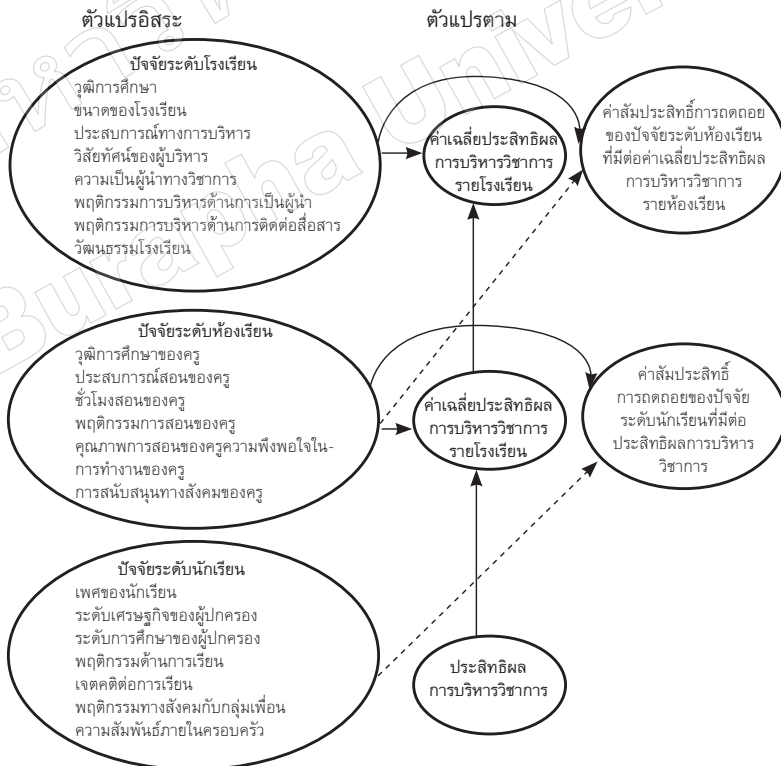 ตัวแปรอิสระ
ตัวแปรตาม
ปัจจัยระดับโรงเรียน
วุฒิการศึกษา
ขนาดของโรงเรียน
ประสบการณ์ทางการบริหาร
วิสัยทัศน์ของผู้บริหาร
ความเป็นผู้นำทางวิชาการ
พฤติกรรมการบริหารด้านการเป็นผู้นำ
พฤติกรรมการบริหารด้านการติดต่อสื่อสาร
วัฒนธรรมโรงเรียน
ค่าเฉลี่ยประสิทธิผล
การบริหารวิชาการ
รายโรงเรียน
ค่าสัมประสิทธิ์การถดถอย
ของปัจจัยระดับห้องเรียน
ที่มีต่อค่าเฉลี่ยประสิทธิผล
การบริหารวิชาการ
รายห้องเรียน
ปัจจัยระดับห้องเรียน
วุฒิการศึกษาของครู
ประสบการณ์สอนของครู
ชั่วโมงสอนของครู
พฤติกรรมการสอนของครู
คุณภาพการสอนของครูความพึงพอใจใน-
การทำงานของครู
การสนับสนุนทางสังคมของครู
ค่าเฉลี่ยประสิทธิผล
การบริหารวิชาการ
รายโรงเรียน
ค่าสัมประสิทธิ์
การถดถอยของปัจจัย
ระดับนักเรียนที่มีต่อ
ประสิทธิผลการบริหาร
วิชาการ
ปัจจัยระดับนักเรียน
เพศของนักเรียน
ระดับเศรษฐกิจของผู้ปกครอง
ระดับการศึกษาของผู้ปกครอง
พฤติกรรมด้านการเรียน
เจตคติต่อการเรียน
พฤติกรรมทางสังคมกับกลุ่มเพื่อน
ความสัมพันธ์ภายในครอบครัว
ประสิทธิผล
การบริหารวิชาการ
Burapha